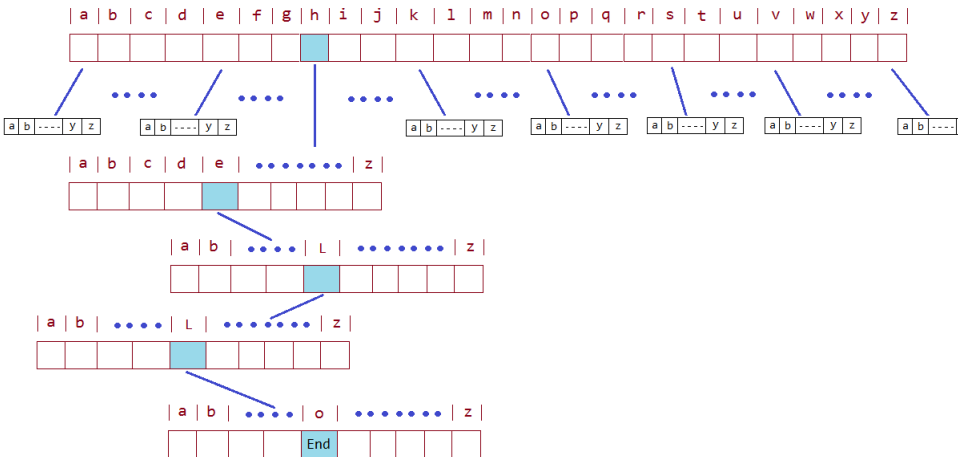 |a|b|c|d|e|f|g|h|i|j|k|l|m|n|o|p|q|r|s|t|u|v|w|x|y|z|
a b ---- y z a b ---- y z a b ---- y z a b ---- y z a b ---- y z a b ---- y z a b ----
|a|b|c|d|e|.......|z|
|a|b|....|L|.......|z|
|a|b|....|L|.......|z|
|a|b|....|o|.......|z|
End